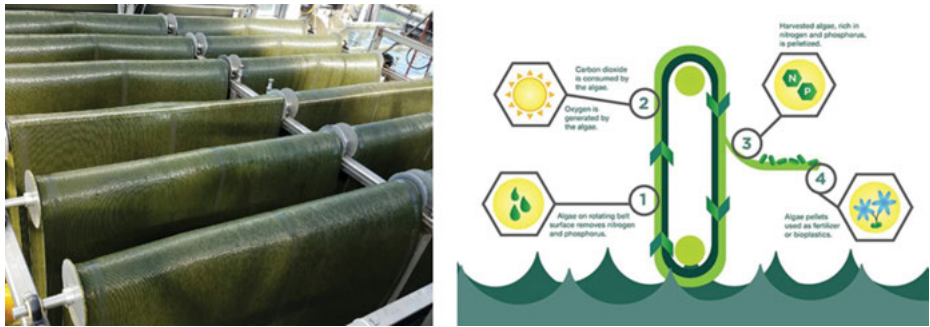 Harvested algae, rich in
nitrogen and phosphorus,
is pelletized.
N
P
Carbon dioxide
is consumed by
the algae.
Oxygen is
generated by
the algae.
2
3
4
1
Algae on rotating belt
surface removes nitrogen
and phosphorus.
Algae pellets
used as fertilizer
or bioplastics.